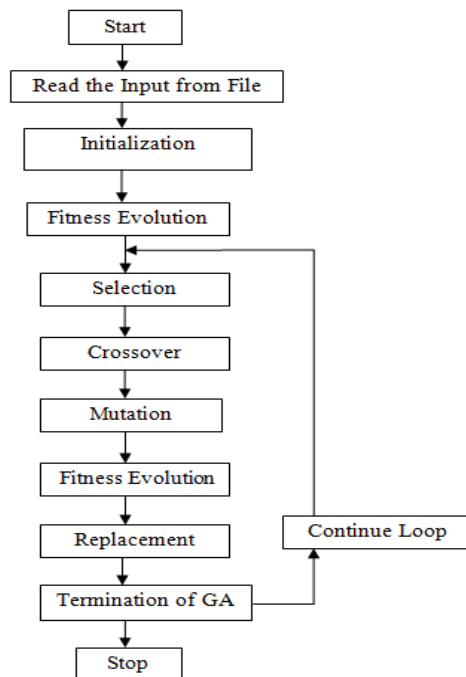 Start
Read the Input from File
Initialization
Fitness Evolution
Selection
Crossover
Mutation
Fitness Evolution
Replacement
Continue Loop
Termination of GA
Stop